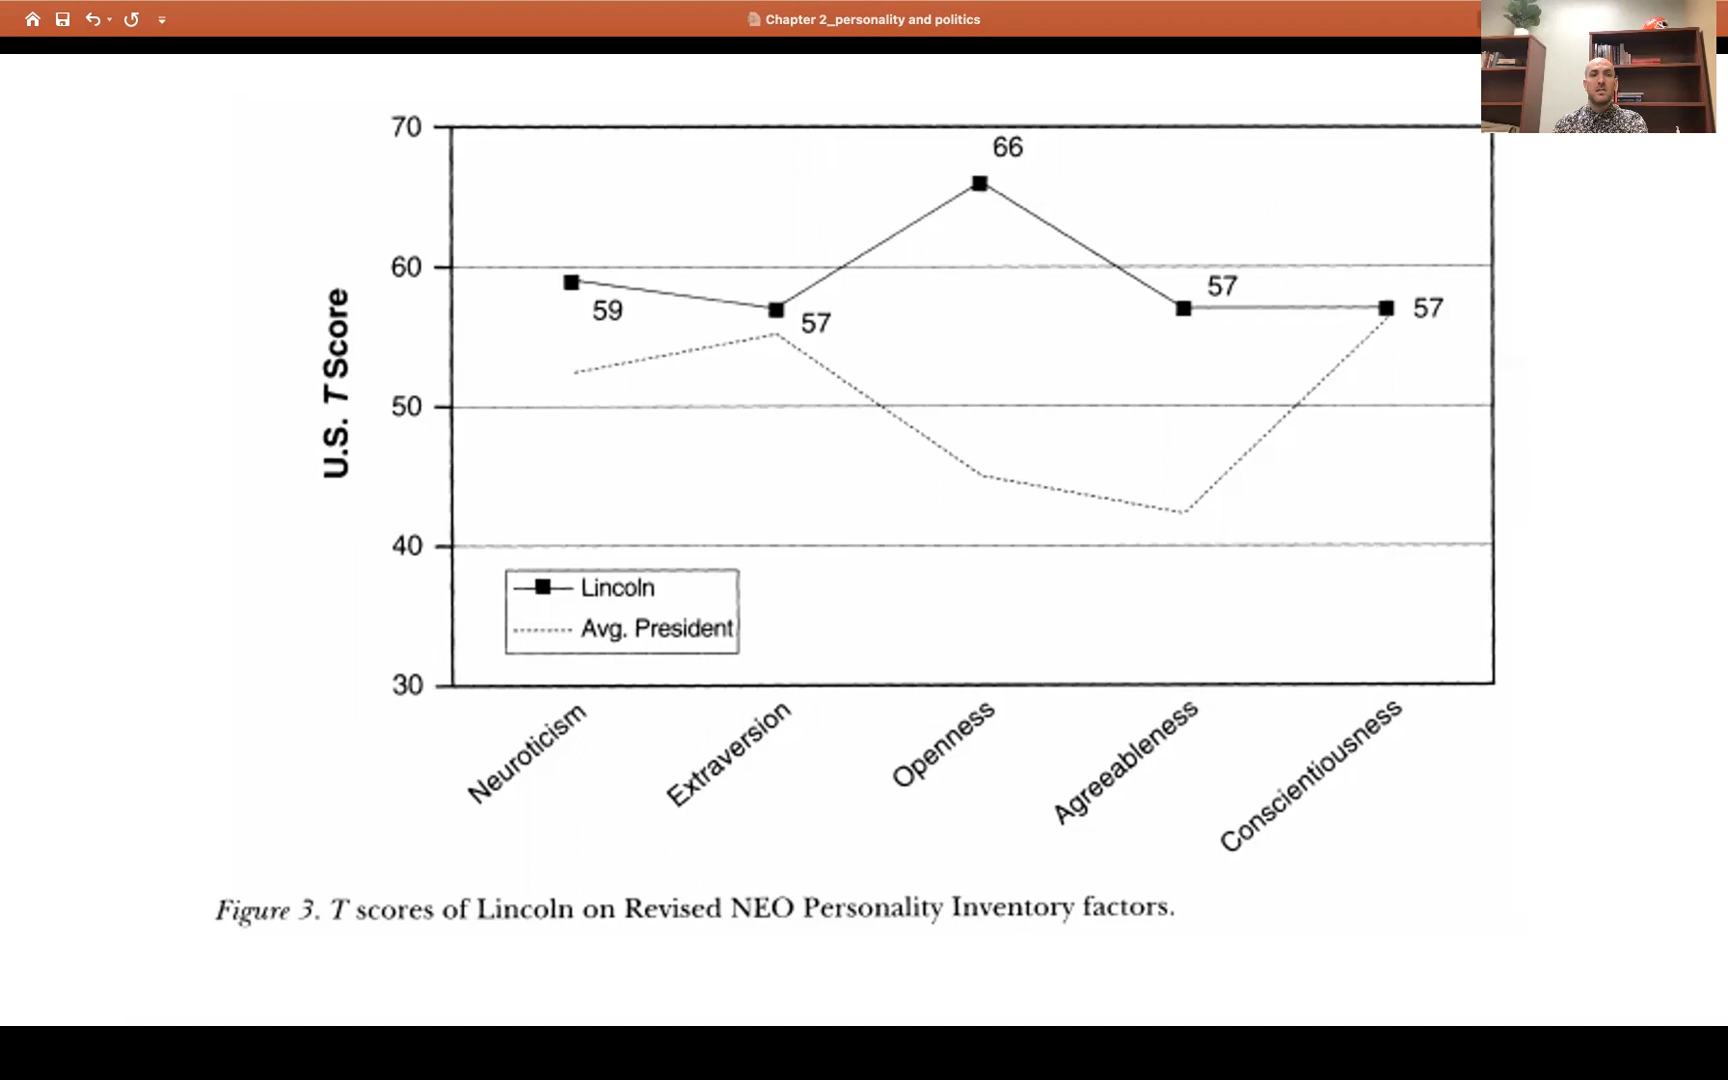 Chapter 2_personality and politics
70
60
50
40
30
U.S. T Score
66
59
57
57
57
Lincoln
Avg. President
Neuroticism
Extraversion
Openness
Agreeableness
Conscientiousness
Figure 3. T scores of Lincoln on Revised NEO Personality Inventory factors.